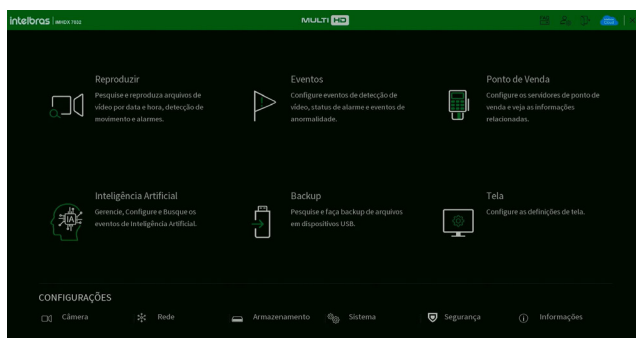 intelbras | iMHDX 7032
MULTI HD
Reproduzir
Pesquise e reproduza arquivos de
vídeo por data e hora, detecção de
movimento e alarmes.
Eventos
Configure eventos de detecção de
vídeo, status de alarme e eventos de
anormalidade.
Ponto de Venda
Configure os servidores de ponto de
venda e veja as informações
relacionadas.
Inteligência Artificial
Gerencie, Configure e Busque os
eventos de Inteligência Artificial.
IA
Backup
Pesquise e faça backup de arquivos
em dispositivos USB.
Tela
Configure as definições de tela.
CONFIGURAÇÕES
Câmera
Rede
Armazenamento
Sistema
Segurança
Informações